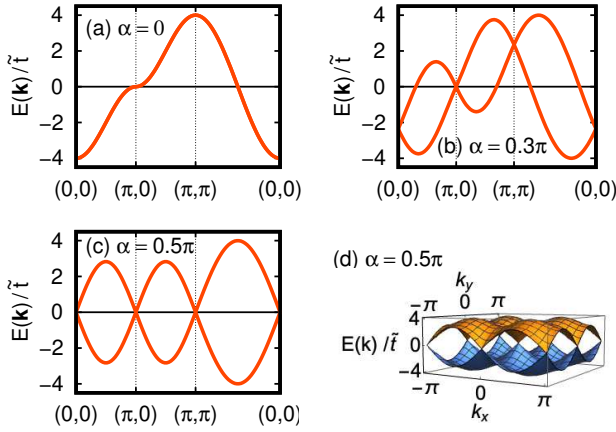 (a) α = 0
E(k)/t̃
4
2
0
−2
−4
(0,0) (π,0) (π,π) (0,0)
(b) α = 0.3π
E(k)/t̃
4
2
0
−2
−4
(0,0) (π,0) (π,π) (0,0)
(c) α = 0.5π
E(k)/t̃
4
2
0
−2
−4
(0,0) (π,0) (π,π) (0,0)
(d) α = 0.5π
k_y
−π 0 π
E(k) /t̃
4
0
−4
−π 0 π
k_x